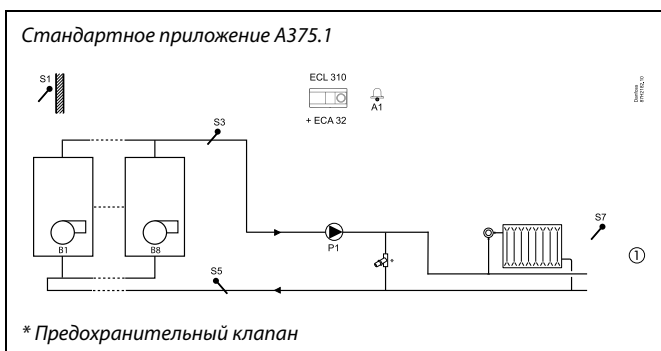 Стандартное приложение A375.1
S1
ECL 310
A1
+ ECA 32
Danfoss
S3
B1
B8
P1
*
S7
①
S5
* Предохранительный клапан